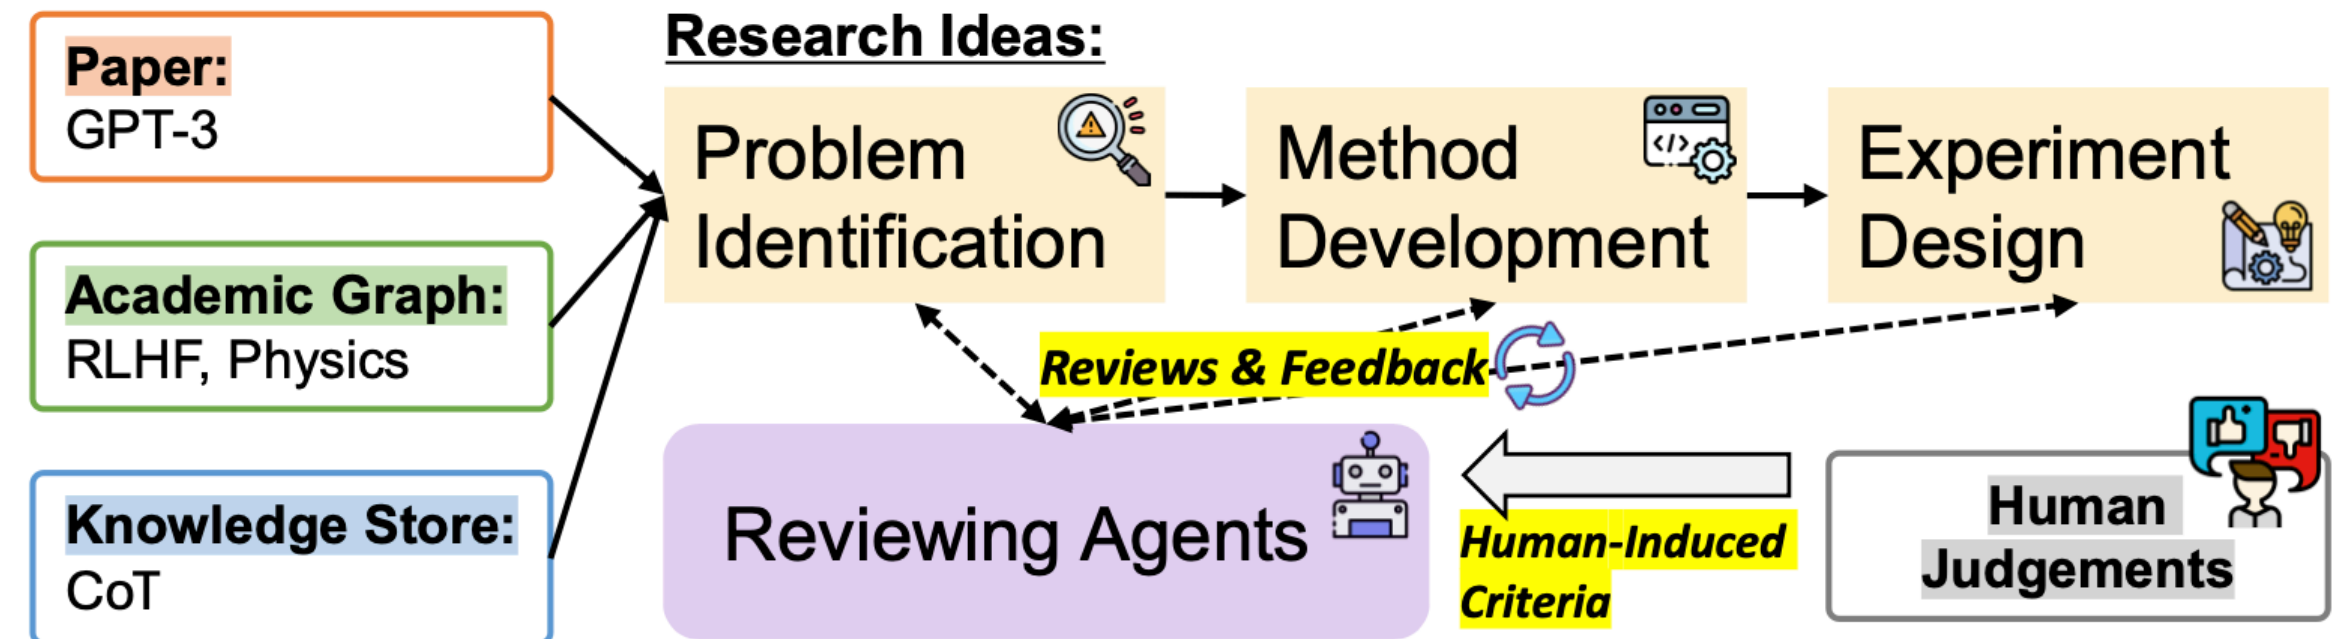 Paper:
GPT-3
Academic Graph:
RLHF, Physics
Knowledge Store:
CoT
Research Ideas:
Problem
Identification
Method
Development
</>
Experiment
Design
Reviews & Feedback
Reviewing Agents
Human-Induced
Criteria
Human
Judgements